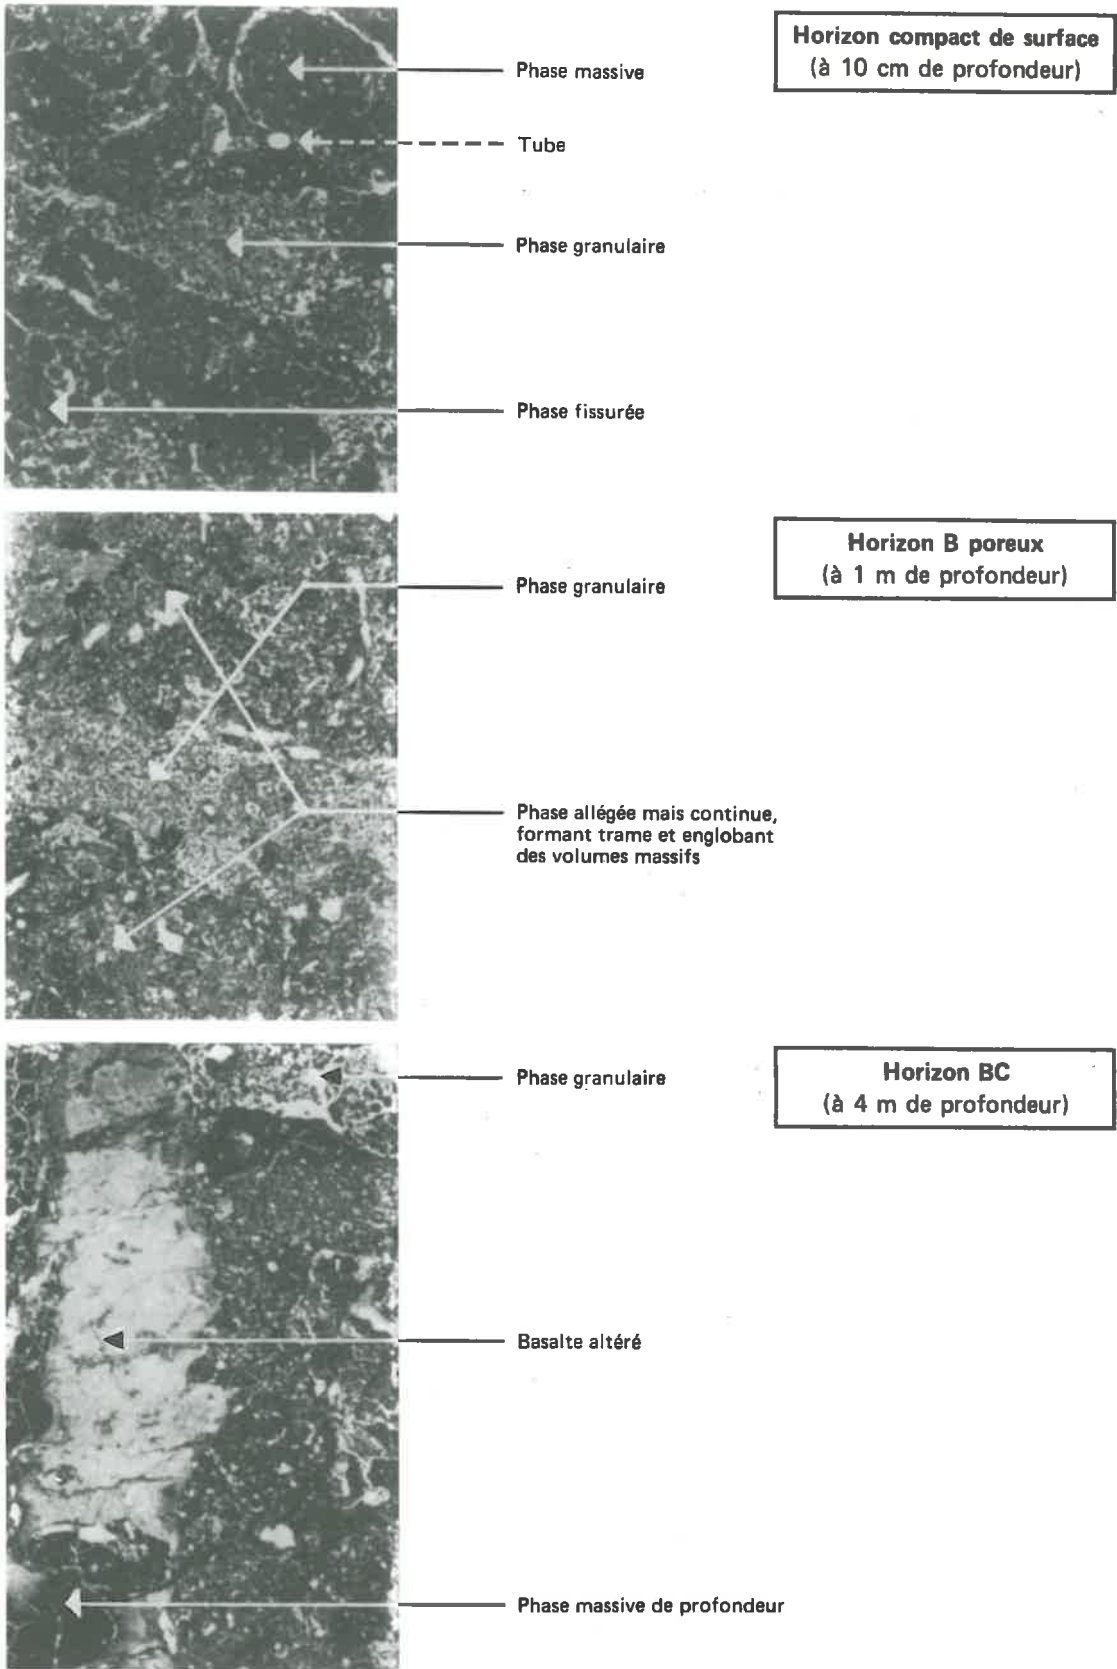 Horizon compact de surface
(à 10 cm de profondeur)
Phase massive
Tube
Phase granulaire
Phase fissurée
Horizon B poreux
(à 1 m de profondeur)
Phase granulaire
Phase allégée mais continue,
formant trame et englobant
des volumes massifs
Horizon BC
(à 4 m de profondeur)
Phase granulaire
Basalte altéré
Phase massive de profondeur